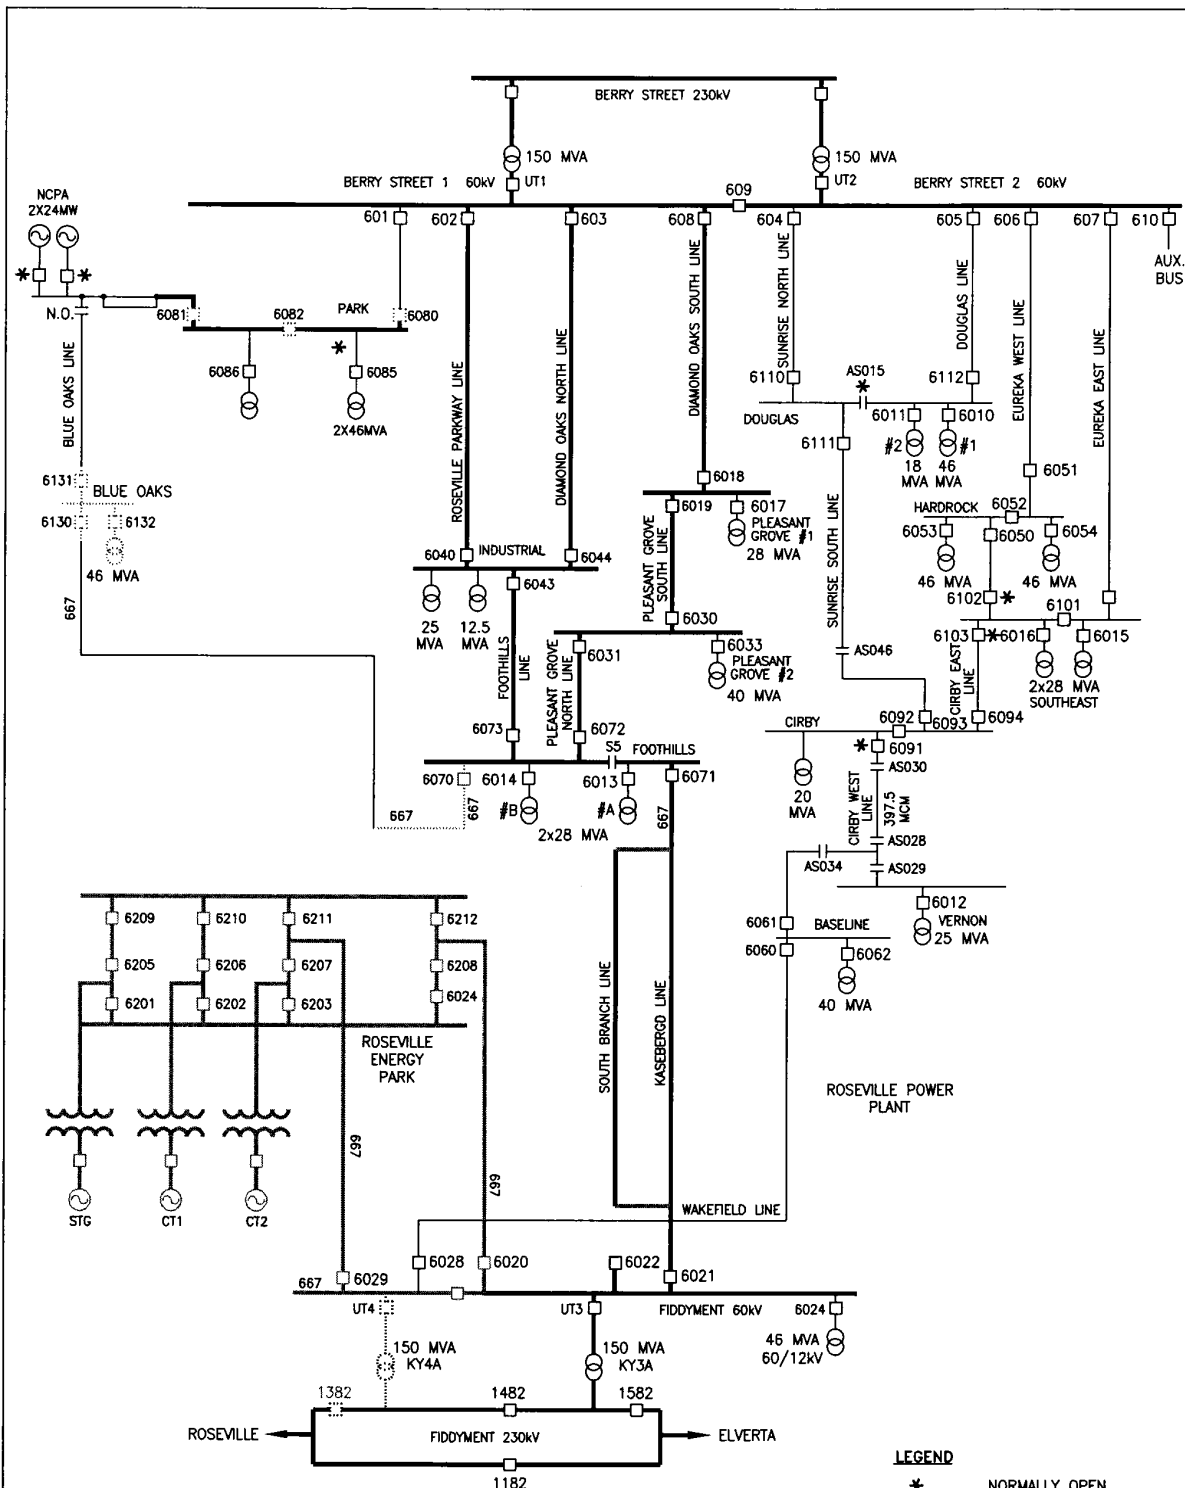 BERRY STREET 230kV
150 MVA
150 MVA
UT1
UT2
BERRY STREET 1 60kV
BERRY STREET 2 60kV
NCPA
2X24MW
601
602
603
608
609
604
605
606
607
610
AUX.
BUS
*
*
N.O.
6081
6082
PARK
6080
*
6086
6085
2X46MVA
BLUE OAKS LINE
ROSEVILLE PARKWAY LINE
DIAMOND OAKS NORTH LINE
DIAMOND OAKS SOUTH LINE
SUNRISE NORTH LINE
DOUGLAS LINE
EUREKA WEST LINE
EUREKA EAST LINE
AS015
*
6110
6112
DOUGLAS
6111
6011
6010
#2
#1
18
MVA
46
MVA
6131
BLUE OAKS
6130
6132
46 MVA
667
6018
6019
6017
PLEASANT
GROVE #1
28 MVA
PLEASANT GROVE
SOUTH LINE
6051
6052
HARDROCK
6053
6050
6054
46 MVA
46 MVA
6102
*
6101
6103
*
6016
6015
2x28 MVA
SOUTHEAST
SUNRISE SOUTH LINE
AS046
CIRBY EAST
LINE
6040
INDUSTRIAL
6044
6043
25
MVA
12.5
MVA
FOOTHILLS
LINE
6030
6031
6033
PLEASANT
GROVE #2
40 MVA
PLEASANT GROVE
NORTH LINE
6073
6072
S5
FOOTHILLS
6070
6014
6013
6071
#B
#A
2x28 MVA
667
667
667
6092
6093
6094
CIRBY
*
6091
AS030
20
MVA
CIRBY WEST
LINE
397.5
MCM
AS028
AS034
AS029
6012
VERNON
25 MVA
6061
BASELINE
6060
6062
40 MVA
6209
6210
6211
6212
6205
6206
6207
6208
6201
6202
6203
6024
ROSEVILLE
ENERGY
PARK
SOUTH BRANCH LINE
KASEBERGD LINE
ROSEVILLE POWER
PLANT
667
667
STG
CT1
CT2
WAKEFIELD LINE
6028
6020
6022
6029
6021
667
UT4
UT3
FIDDYMENT 60kV
6024
150 MVA
KY4A
150 MVA
KY3A
46 MVA
60/12kV
1382
1482
1582
ROSEVILLE
FIDDYMENT 230kV
ELVERTA
1182
LEGEND
* NORMALLY OPEN